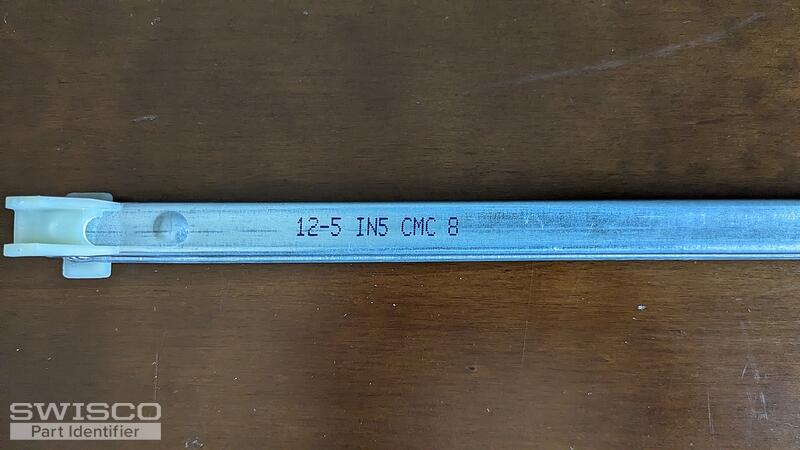 12-5 IN5 CMC 8
SWISCO
Part Identifier